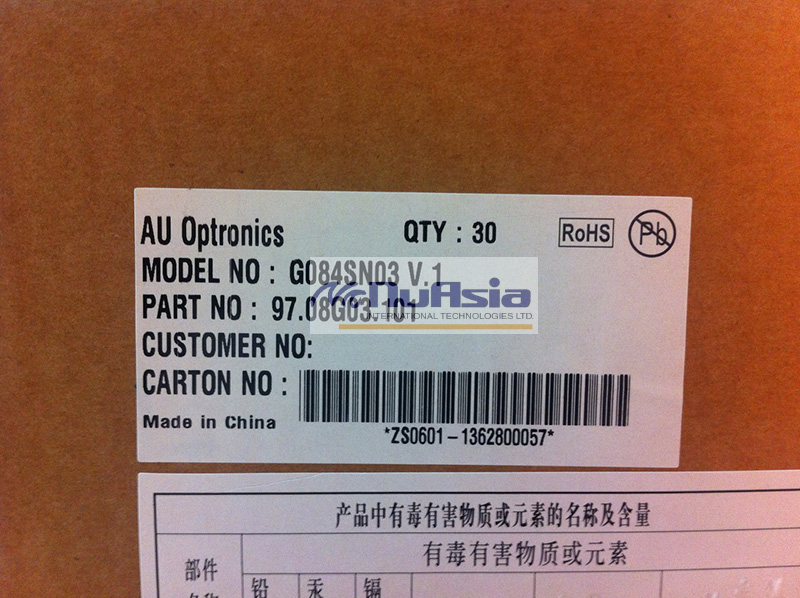 AU Optronics QTY : 30 RoHS Pb
MODEL NO : G084SN03 V.1
PART NO : 97.08G03.101
NuAsia
INTERNATIONAL TECHNOLOGIES LTD.
CUSTOMER NO:
CARTON NO :
Made in China
*ZS0601-1362800057*
产品中有毒有害物质或元素的名称及含量
有毒有害物质或元素
部件
铅 汞 镉